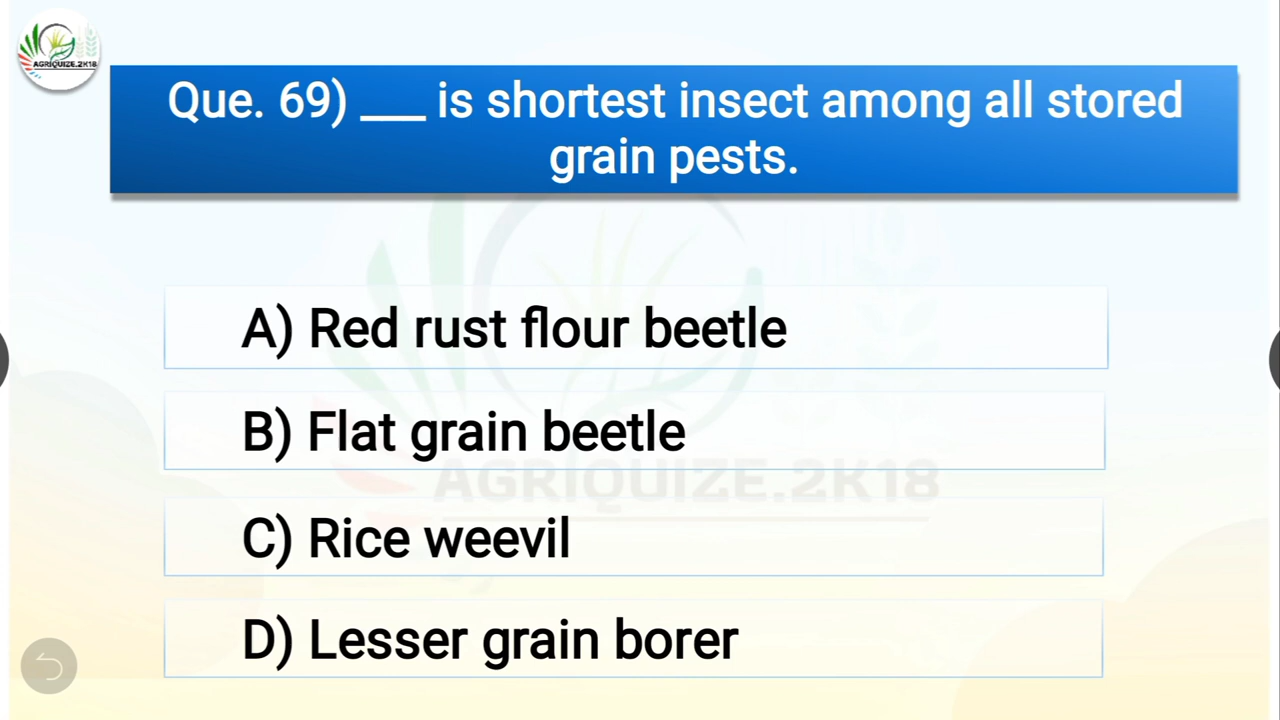 AGRIQUIZE.2K18
Que. 69) ___ is shortest insect among all stored
grain pests.
A) Red rust flour beetle
B) Flat grain beetle
AGRIQUIZE.2K18
C) Rice weevil
D) Lesser grain borer